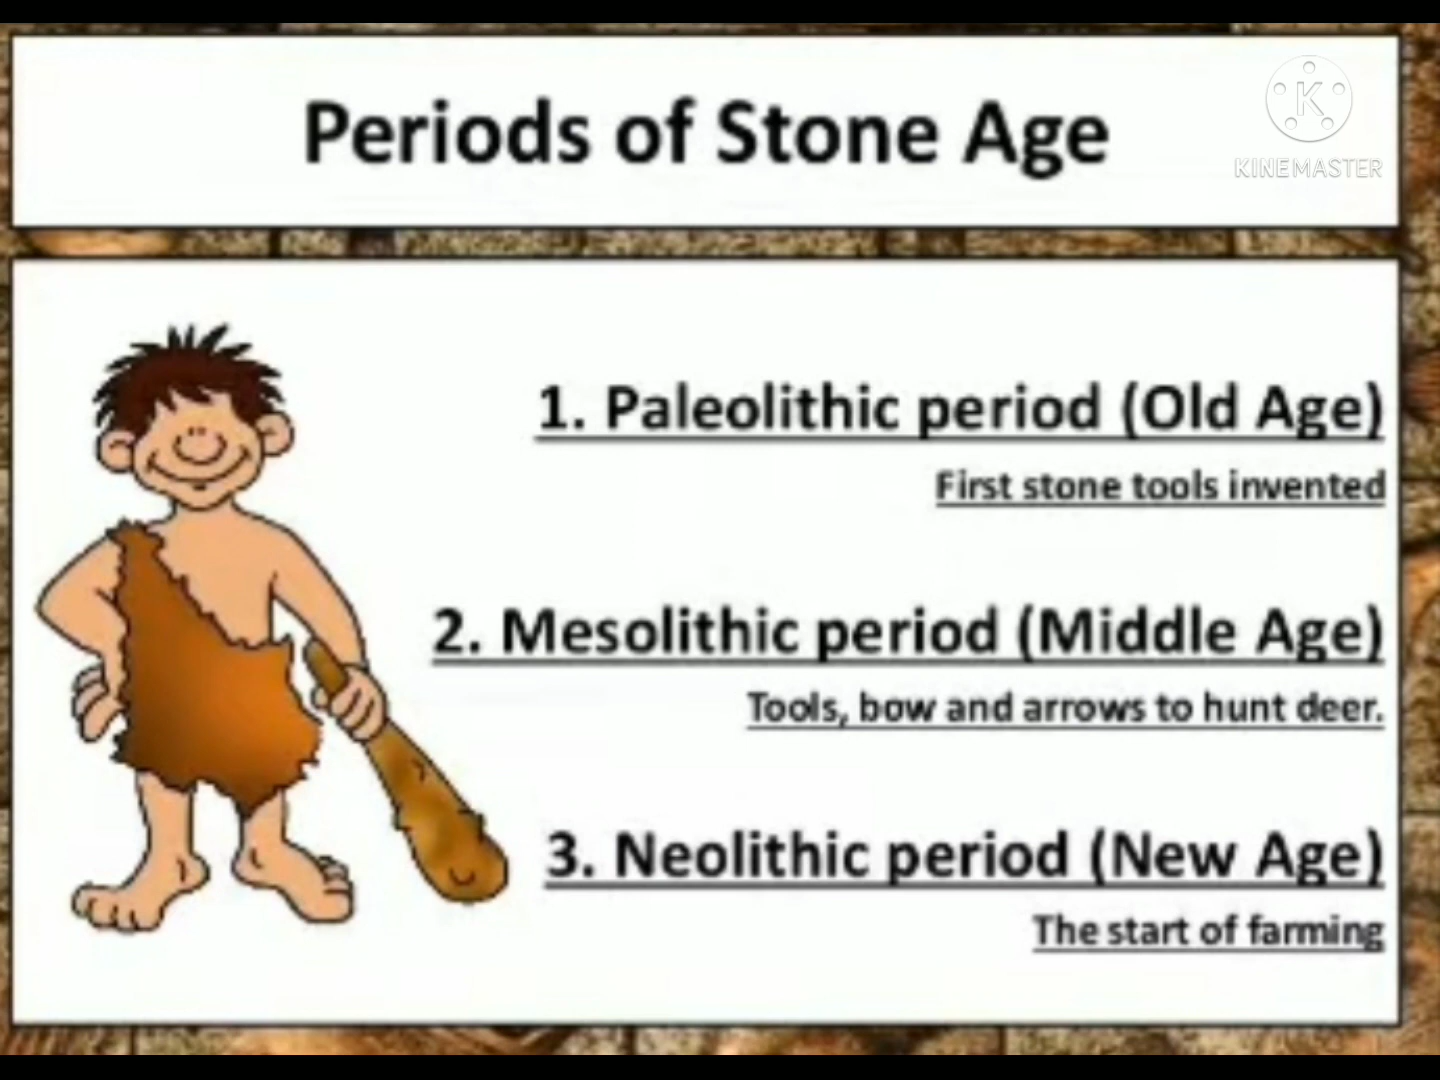 Periods of Stone Age
KINEMASTER
1. Paleolithic period (Old Age)
First stone tools invented
2. Mesolithic period (Middle Age)
Tools, bow and arrows to hunt deer.
3. Neolithic period (New Age)
The start of farming